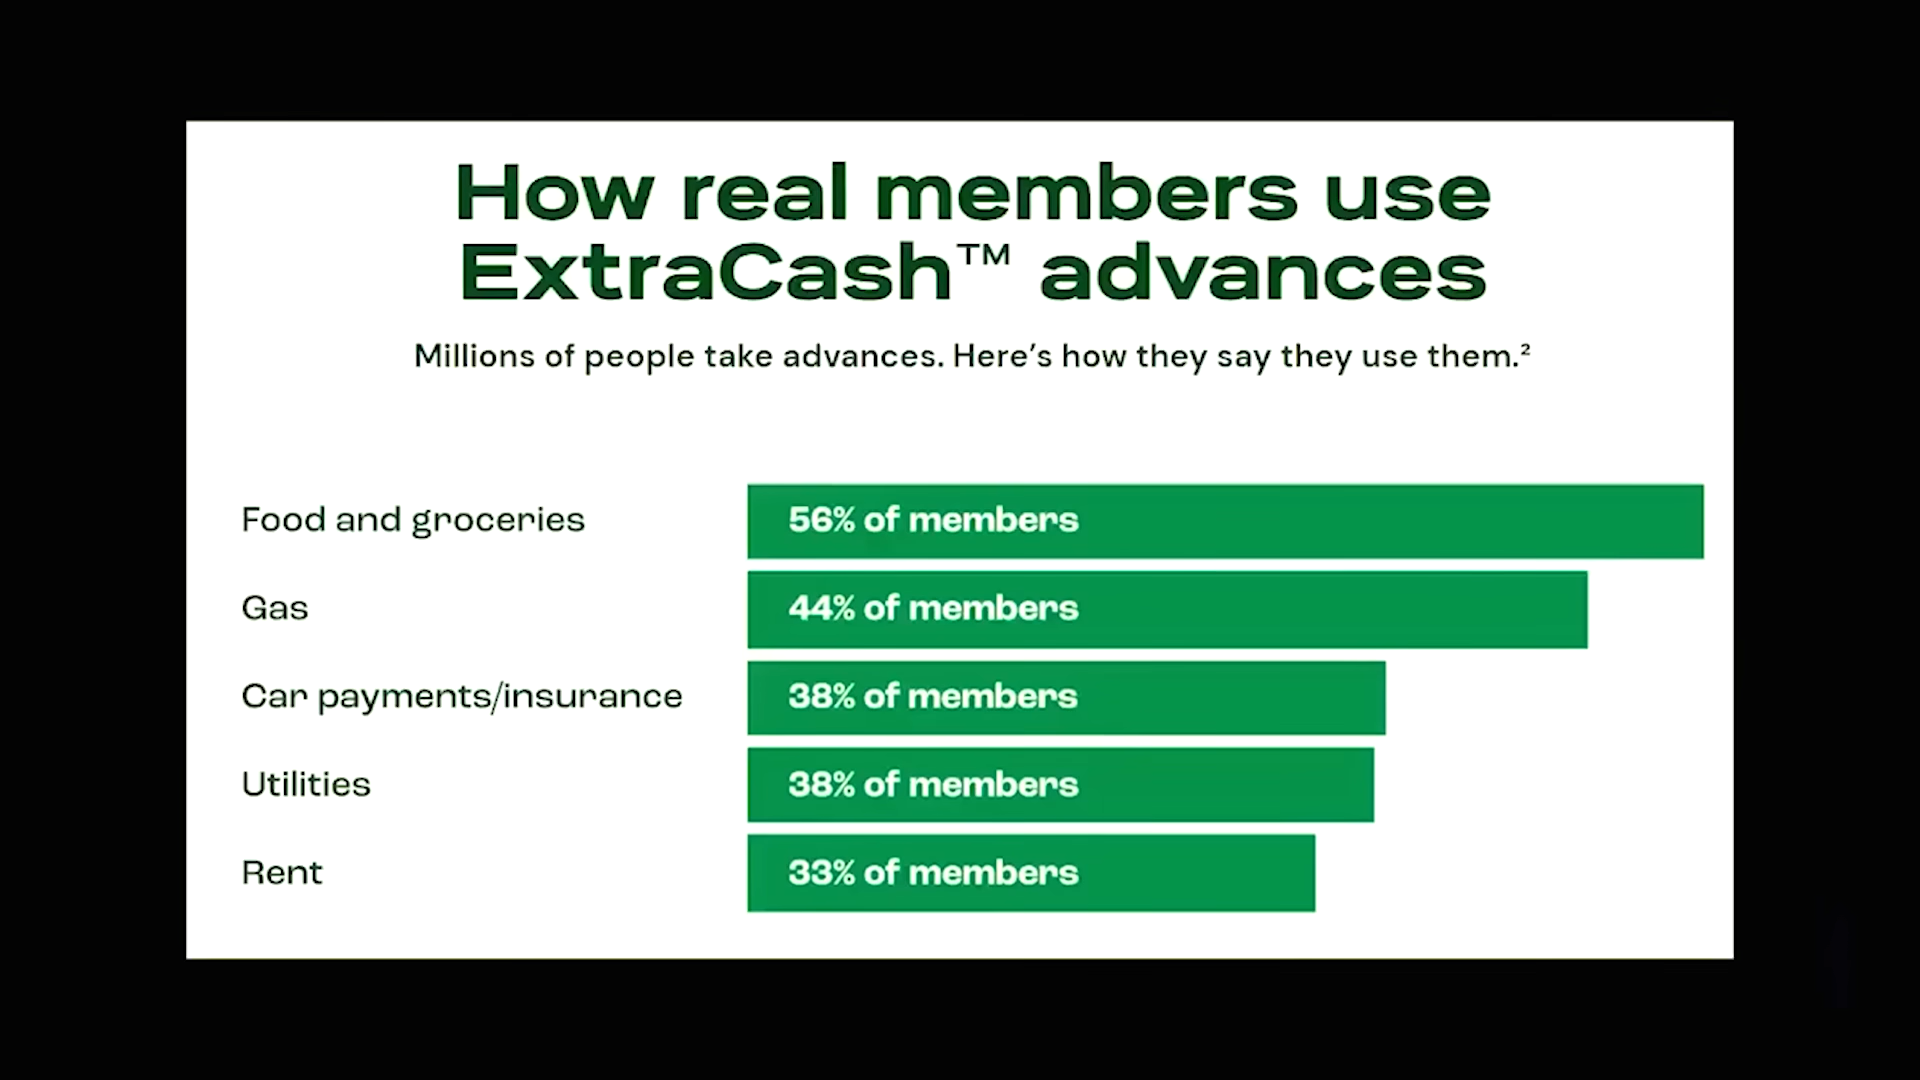 How real members use
ExtraCash™ advances
Millions of people take advances. Here’s how they say they use them.²
Food and groceries 56% of members
Gas 44% of members
Car payments/insurance 38% of members
Utilities 38% of members
Rent 33% of members